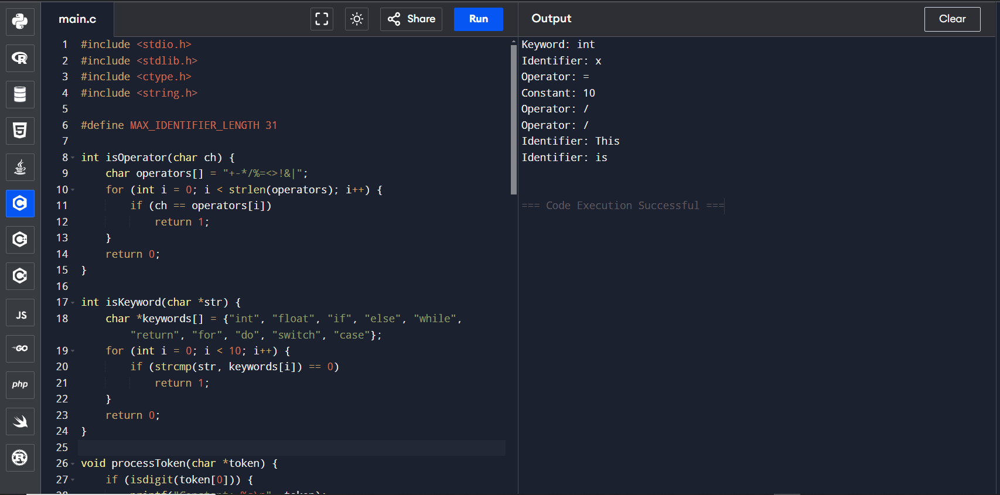 main.c
Share
Run
Output
Clear
1 #include <stdio.h>
2 #include <stdlib.h>
3 #include <ctype.h>
4 #include <string.h>
5
6 #define MAX_IDENTIFIER_LENGTH 31
7
8 int isOperator(char ch) {
9     char operators[] = "+-*/%=<>!&|";
10     for (int i = 0; i < strlen(operators); i++) {
11         if (ch == operators[i])
12             return 1;
13     }
14     return 0;
15 }
16
17 int isKeyword(char *str) {
18     char *keywords[] = {"int", "float", "if", "else", "while",
"return", "for", "do", "switch", "case"};
19     for (int i = 0; i < 10; i++) {
20         if (strcmp(str, keywords[i]) == 0)
21             return 1;
22     }
23     return 0;
24 }
25
26 void processToken(char *token) {
27     if (isdigit(token[0])) {
28         printf("Constant: %s\n", token);
Keyword: int
Identifier: x
Operator: =
Constant: 10
Operator: /
Operator: /
Identifier: This
Identifier: is
=== Code Execution Successful ===
R
5
C
C
C
JS
GO
php
R